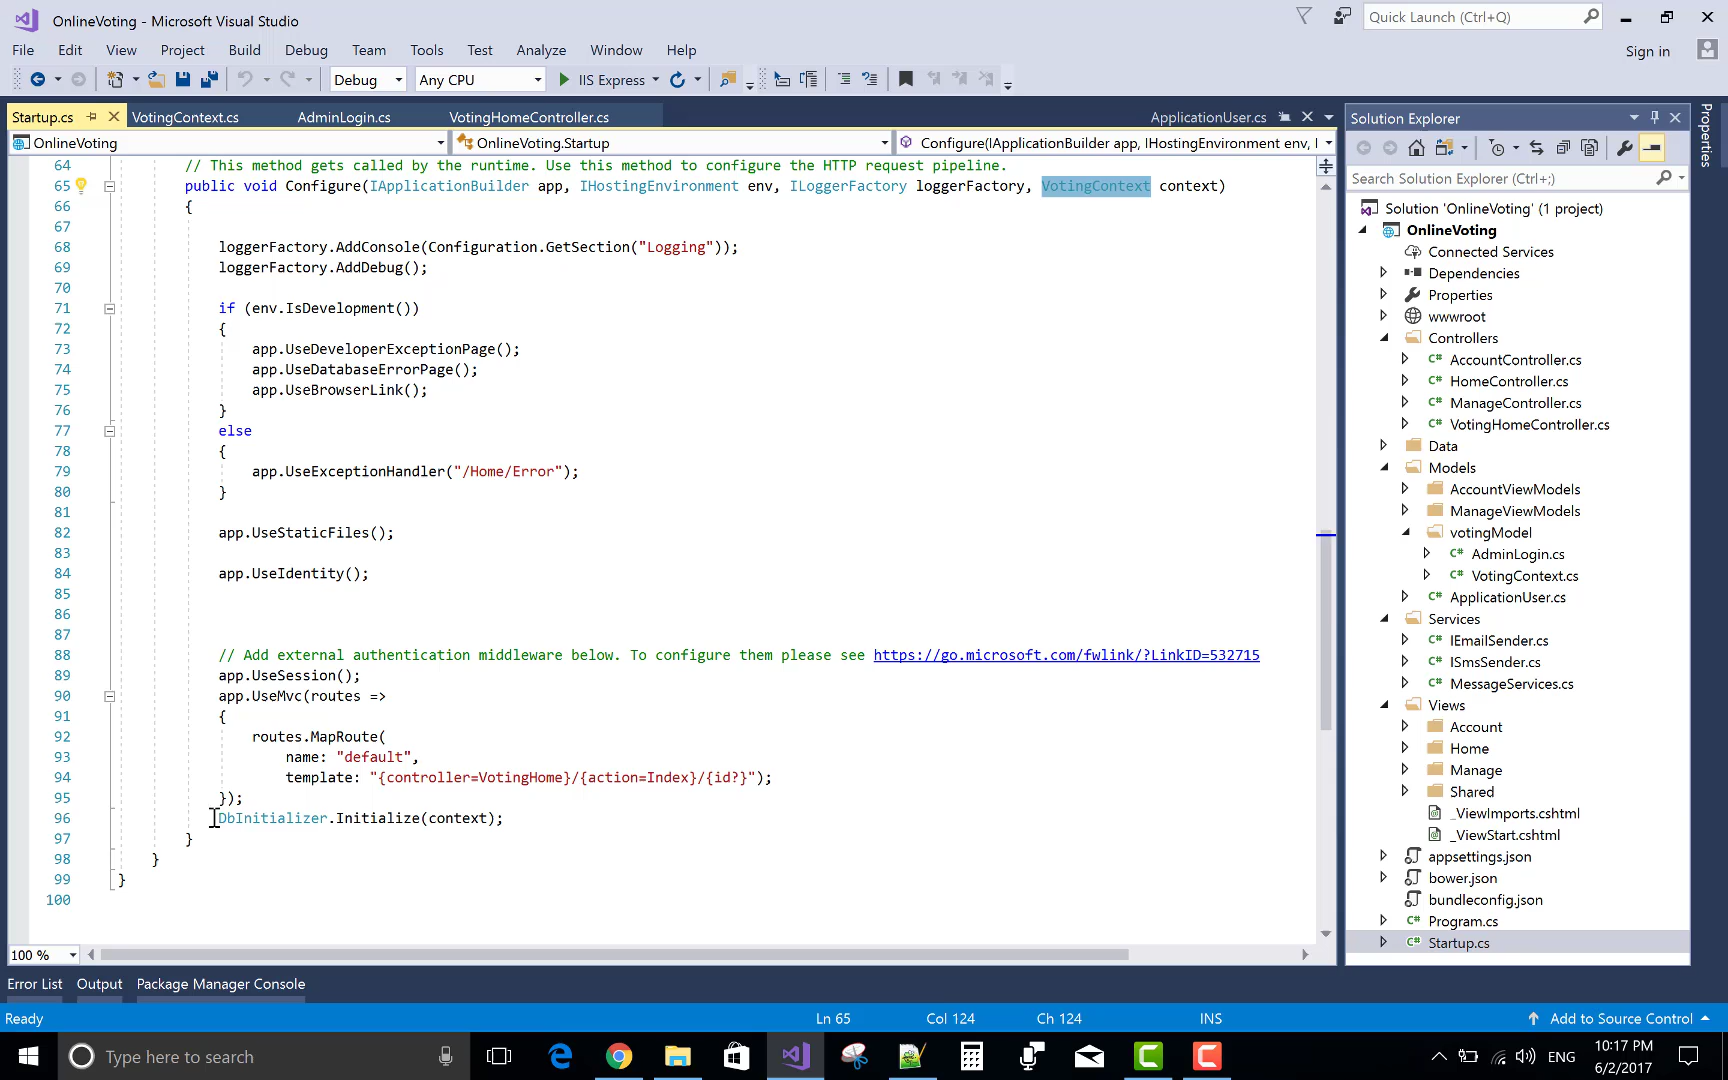 OnlineVoting - Microsoft Visual Studio
Quick Launch (Ctrl+Q)
File Edit View Project Build Debug Team Tools Test Analyze Window Help
Sign in
Debug Any CPU IIS Express
Startup.cs VotingContext.cs AdminLogin.cs VotingHomeController.cs ApplicationUser.cs
OnlineVoting OnlineVoting.Startup Configure(IApplicationBuilder app, IHostingEnvironment env, I
64 // This method gets called by the runtime. Use this method to configure the HTTP request pipeline.
65 public void Configure(IApplicationBuilder app, IHostingEnvironment env, ILoggerFactory loggerFactory, VotingContext context)
66 {
67
68 loggerFactory.AddConsole(Configuration.GetSection("Logging"));
69 loggerFactory.AddDebug();
70
71 if (env.IsDevelopment())
72 {
73 app.UseDeveloperExceptionPage();
74 app.UseDatabaseErrorPage();
75 app.UseBrowserLink();
76 }
77 else
78 {
79 app.UseExceptionHandler("/Home/Error");
80 }
81
82 app.UseStaticFiles();
83
84 app.UseIdentity();
85
86
87
88 // Add external authentication middleware below. To configure them please see https://go.microsoft.com/fwlink/?LinkID=532715
89 app.UseSession();
90 app.UseMvc(routes =>
91 {
92 routes.MapRoute(
93 name: "default",
94 template: "{controller=VotingHome}/{action=Index}/{id?}");
95 });
96 DbInitializer.Initialize(context);
97 }
98 }
99 }
100
100 %
Solution Explorer
Search Solution Explorer (Ctrl+;)
Solution 'OnlineVoting' (1 project)
OnlineVoting
Connected Services
Dependencies
Properties
wwwroot
Controllers
C# AccountController.cs
C# HomeController.cs
C# ManageController.cs
C# VotingHomeController.cs
Data
Models
AccountViewModels
ManageViewModels
votingModel
C# AdminLogin.cs
C# VotingContext.cs
C# ApplicationUser.cs
Services
C# IEmailSender.cs
C# ISmsSender.cs
C# MessageServices.cs
Views
Account
Home
Manage
Shared
_ViewImports.cshtml
_ViewStart.cshtml
appsettings.json
bower.json
bundleconfig.json
C# Program.cs
C# Startup.cs
Properties
Error List Output Package Manager Console
Ready Ln 65 Col 124 Ch 124 INS Add to Source Control
Type here to search
ENG
10:17 PM
6/2/2017